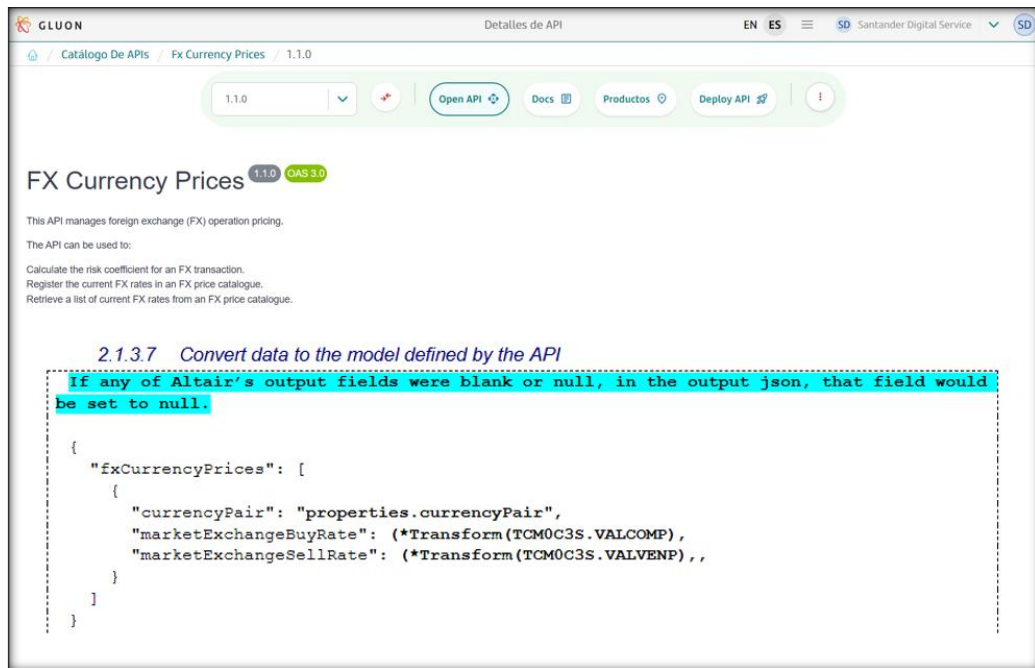 GLUON
Detalles de API
EN ES
SD Santander Digital Service
SD
/ Catálogo De APIs / Fx Currency Prices / 1.1.0
1.1.0
Open API
Docs
Productos
Deploy API
FX Currency Prices 1.1.0 OAS 3.0
This API manages foreign exchange (FX) operation pricing.
The API can be used to:
Calculate the risk coefficient for an FX transaction.
Register the current FX rates in an FX price catalogue.
Retrieve a list of current FX rates from an FX price catalogue.
2.1.3.7 Convert data to the model defined by the API
If any of Altair's output fields were blank or null, in the output json, that field would
be set to null.
{
"fxCurrencyPrices": [
{
"currencyPair": "properties.currencyPair",
"marketExchangeBuyRate": (*Transform(TCM0C3S.VALCOMP),
"marketExchangeSellRate": (*Transform(TCM0C3S.VALVENP),,
}
]
}